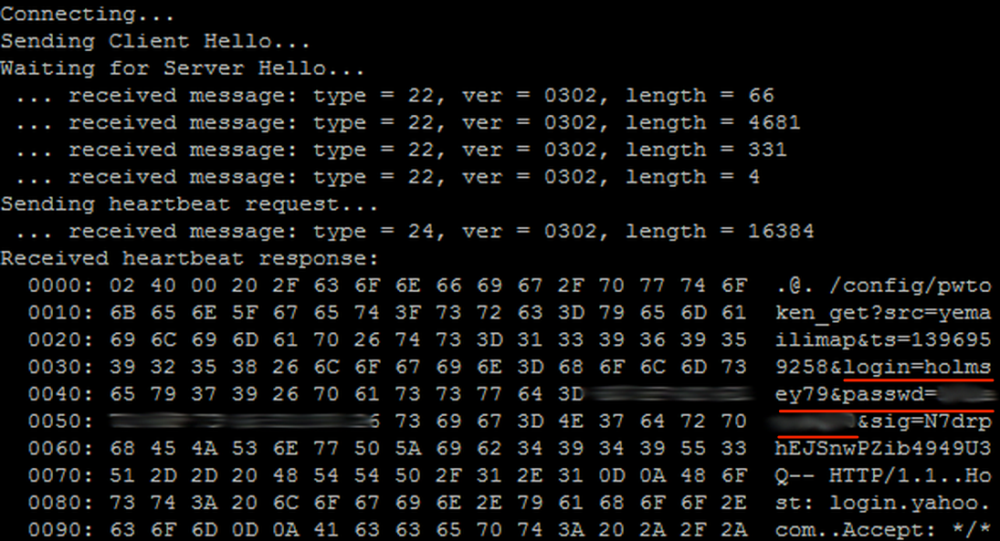 Connecting...
Sending Client Hello...
Waiting for Server Hello...
... received message: type = 22, ver = 0302, length = 66
... received message: type = 22, ver = 0302, length = 4681
... received message: type = 22, ver = 0302, length = 331
... received message: type = 22, ver = 0302, length = 4
Sending heartbeat request...
... received message: type = 24, ver = 0302, length = 16384
Received heartbeat response:
0000: 02 40 00 20 2F 63 6F 6E 66 69 67 2F 70 77 74 6F .@. /config/pwto
0010: 6B 65 6E 5F 67 65 74 3F 73 72 63 3D 79 65 6D 61 ken_get?src=yema
0020: 69 6C 69 6D 61 70 26 74 73 3D 31 33 39 36 39 35 ilimap&ts=139695
0030: 39 32 35 38 26 6C 6F 67 69 6E 3D 68 6F 6C 6D 73 9258&login=holms
0040: 65 79 37 39 26 70 61 73 73 77 64 3D ey79&passwd=
0050: 6 73 69 67 3D 4E 37 64 72 70 &sig=N7drp
0060: 68 45 4A 53 6E 77 50 5A 69 62 34 39 34 39 55 33 hEJSnwPZib4949U3
0070: 51 2D 2D 20 48 54 54 50 2F 31 2E 31 0D 0A 48 6F Q-- HTTP/1.1..Ho
0080: 73 74 3A 20 6C 6F 67 69 6E 2E 79 61 68 6F 6F 2E st: login.yahoo.
0090: 63 6F 6D 0D 0A 41 63 63 65 70 74 3A 20 2A 2F 2A com..Accept: */*